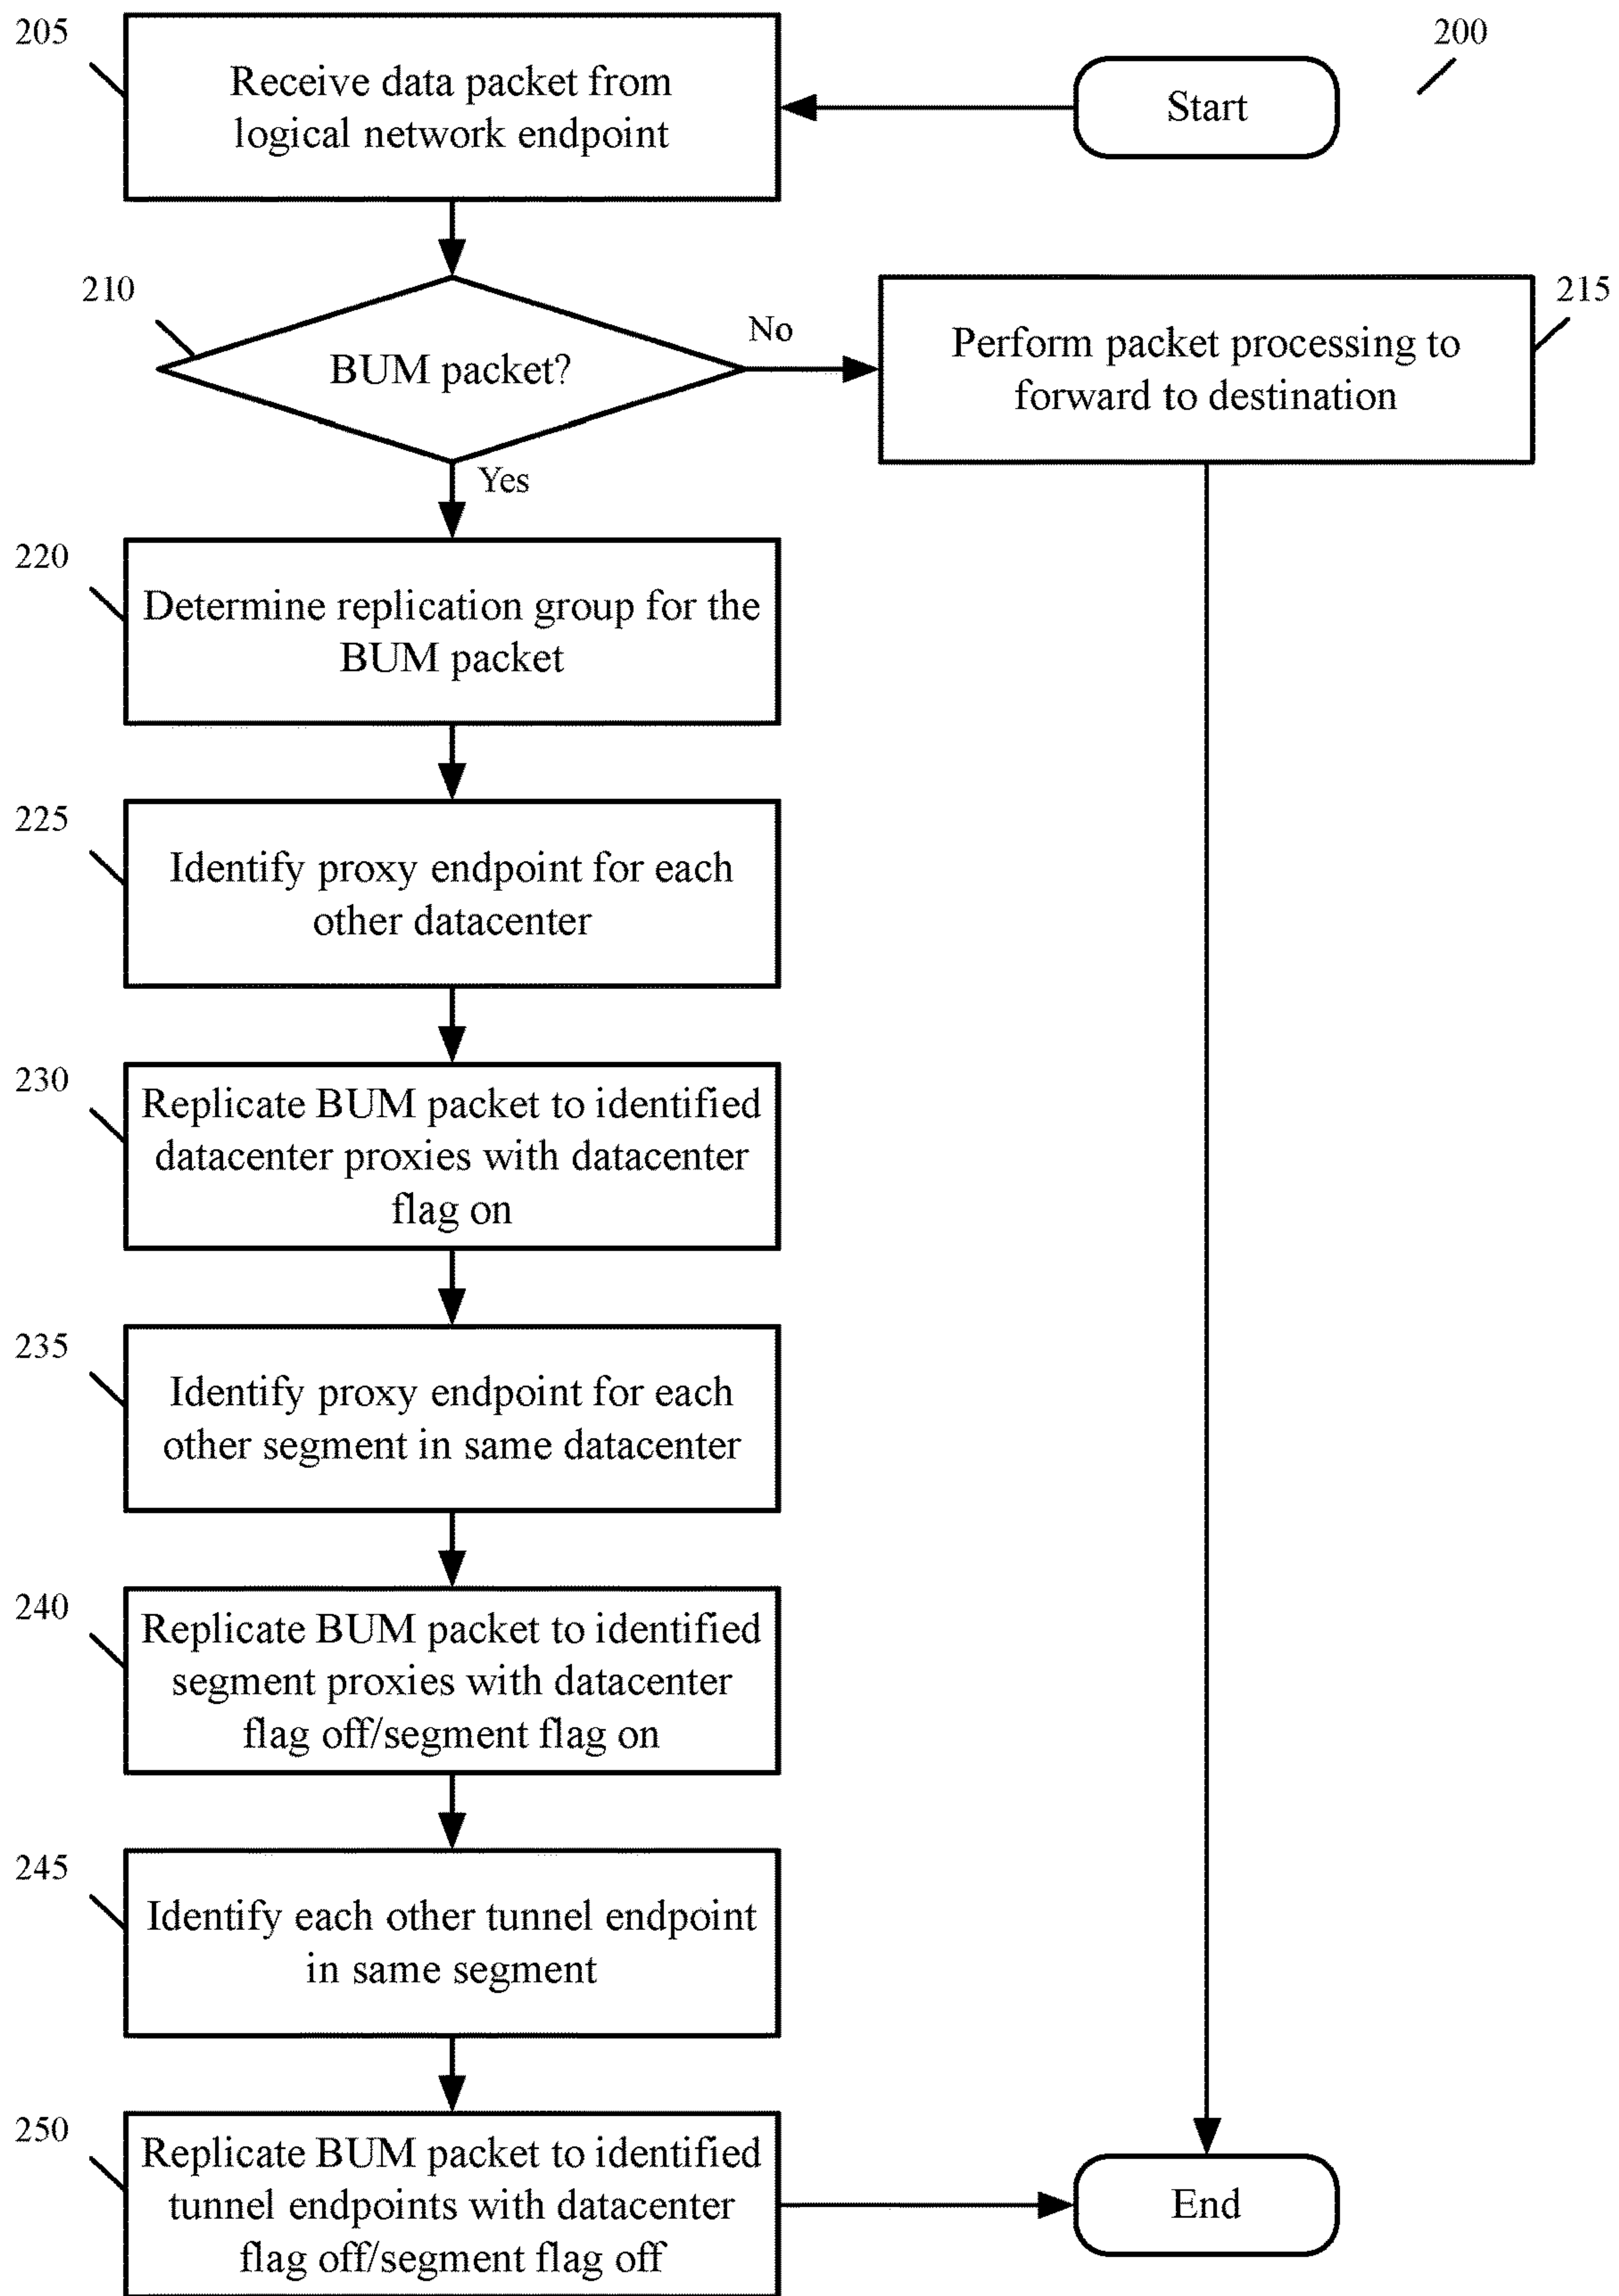 205
Receive data packet from
logical network endpoint
Start
200
210
BUM packet?
No
Perform packet processing to
forward to destination
215
Yes
220
Determine replication group for the
BUM packet
225
Identify proxy endpoint for each
other datacenter
230
Replicate BUM packet to identified
datacenter proxies with datacenter
flag on
235
Identify proxy endpoint for each
other segment in same datacenter
240
Replicate BUM packet to identified
segment proxies with datacenter
flag off/segment flag on
245
Identify each other tunnel endpoint
in same segment
250
Replicate BUM packet to identified
tunnel endpoints with datacenter
flag off/segment flag off
End